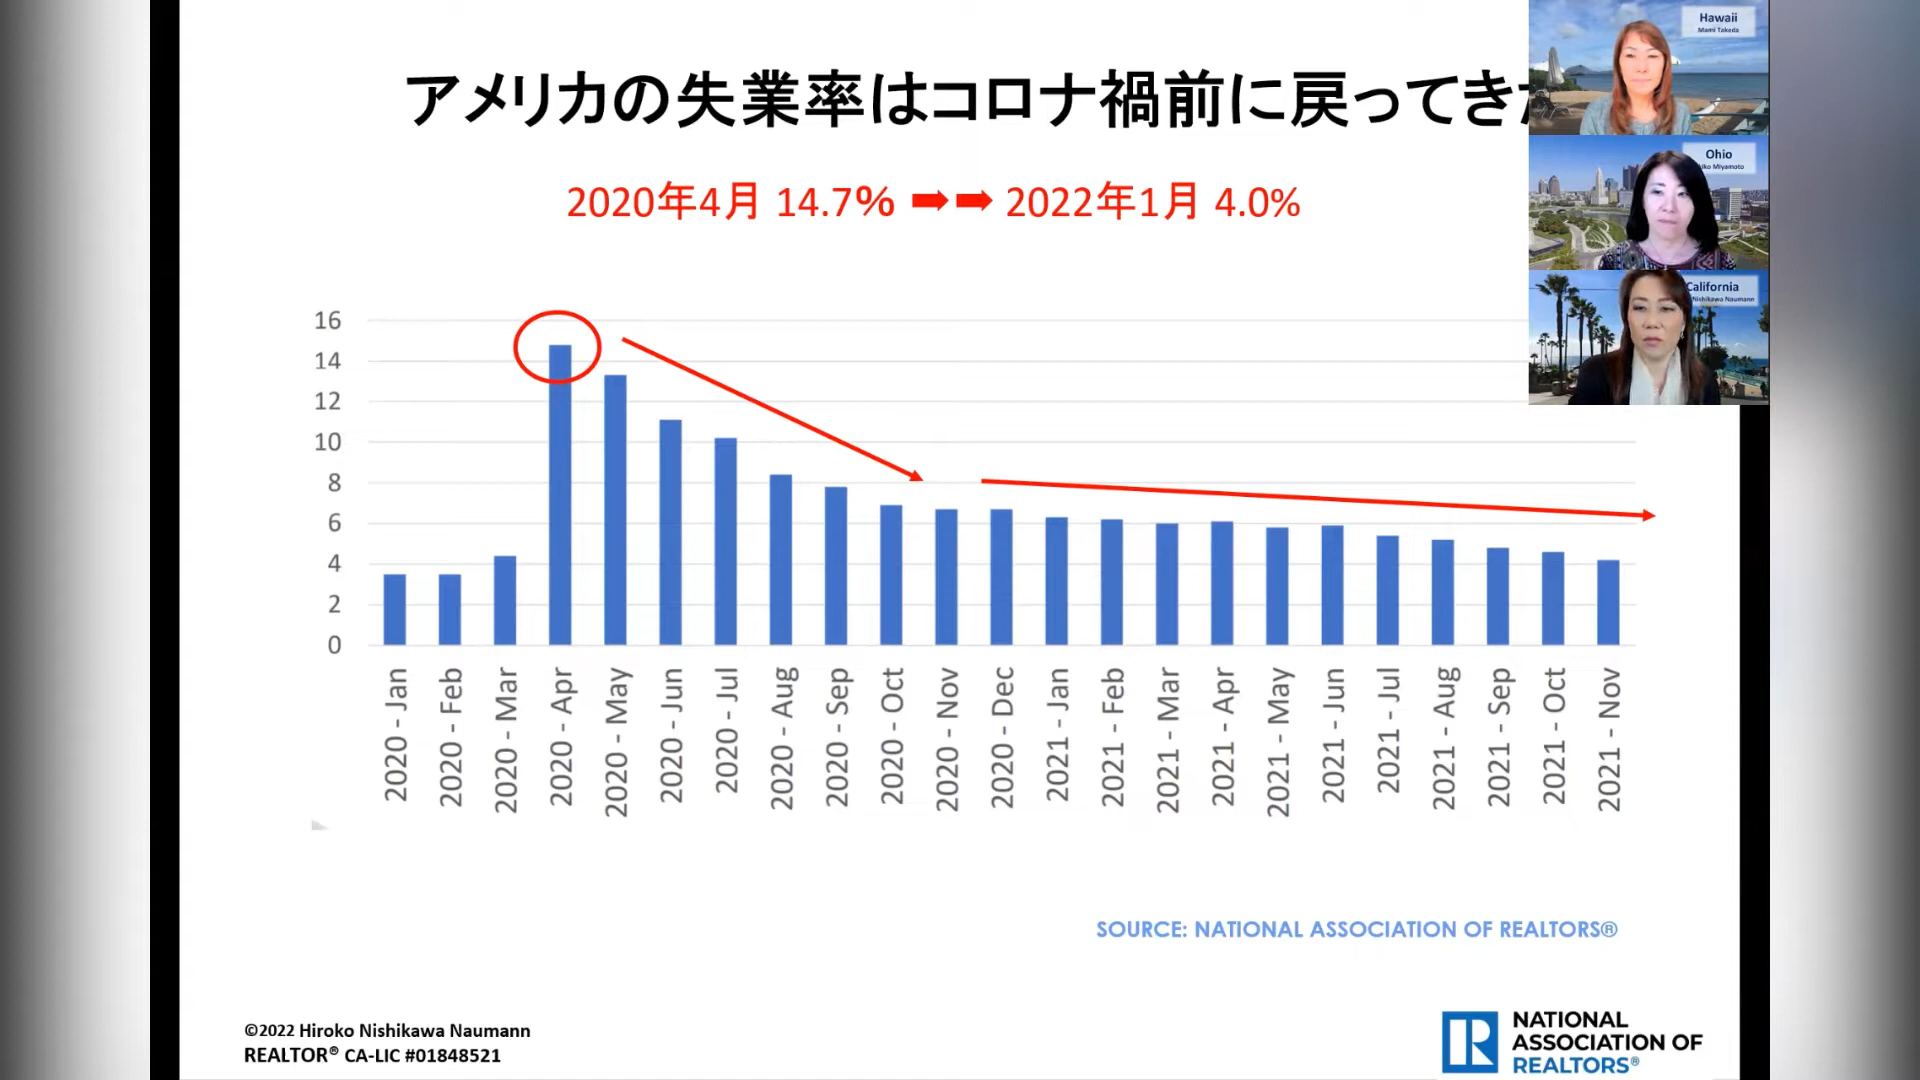 アメリカの失業率はコロナ禍前に戻ってき
2020年4月 14.7% ➡➡ 2022年1月 4.0%
Hawaii
Mami Takeda
Ohio
Miyamoto
California
Nishikawa Naumann
16
14
12
10
8
6
4
2
0
2020 - Jan
2020 - Feb
2020 - Mar
2020 - Apr
2020 - May
2020 - Jun
2020 - Jul
2020 - Aug
2020 - Sep
2020 - Oct
2020 - Nov
2020 - Dec
2021 - Jan
2021 - Feb
2021 - Mar
2021 - Apr
2021 - May
2021 - Jun
2021 - Jul
2021 - Aug
2021 - Sep
2021 - Oct
2021 - Nov
SOURCE: NATIONAL ASSOCIATION OF REALTORS®
©2022 Hiroko Nishikawa Naumann
REALTOR® CA-LIC #01848521
NATIONAL
ASSOCIATION OF
REALTORS®